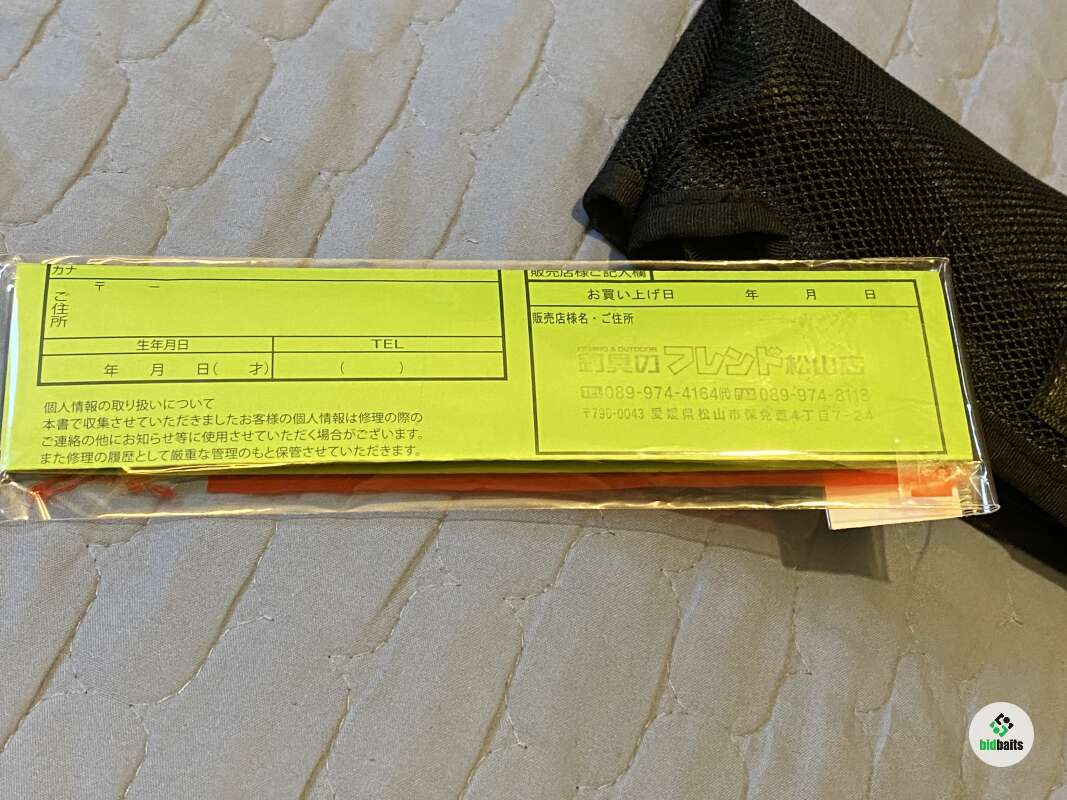 カナ
〒 －
ご住所
生年月日 TEL
年 月 日( 才) ( )
個人情報の取り扱いについて
本書で収集させていただきましたお客様の個人情報は修理の際の
ご連絡の他にお知らせ等に使用させていただく場合がございます。
また修理の履歴として厳重な管理のもと保管させていただきます。
販売店様ご記入欄
お買い上げ日 年 月 日
販売店様名・ご住所
FISHING & OUTDOOR
釣具のフレンド松山店
TEL 089-974-4164㈹ FAX 089-974-8118
〒790-0043 愛媛県松山市保免西4丁目7-24
bidbaits